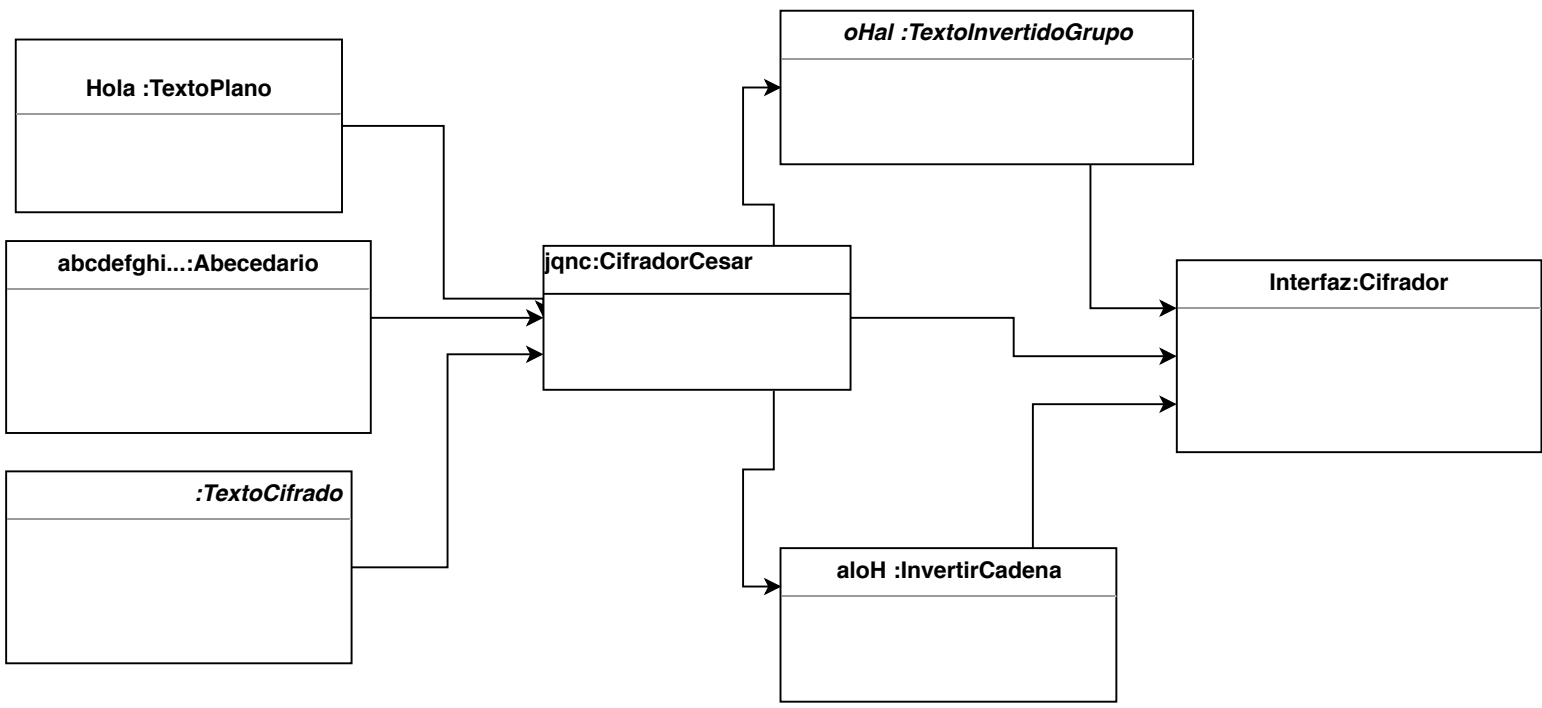 oHal :TextoInvertidoGrupo
Hola :TextoPlano
abcdefghi...:Abecedario
jqnc:CifradorCesar
Interfaz:Cifrador
:TextoCifrado
aloH :InvertirCadena